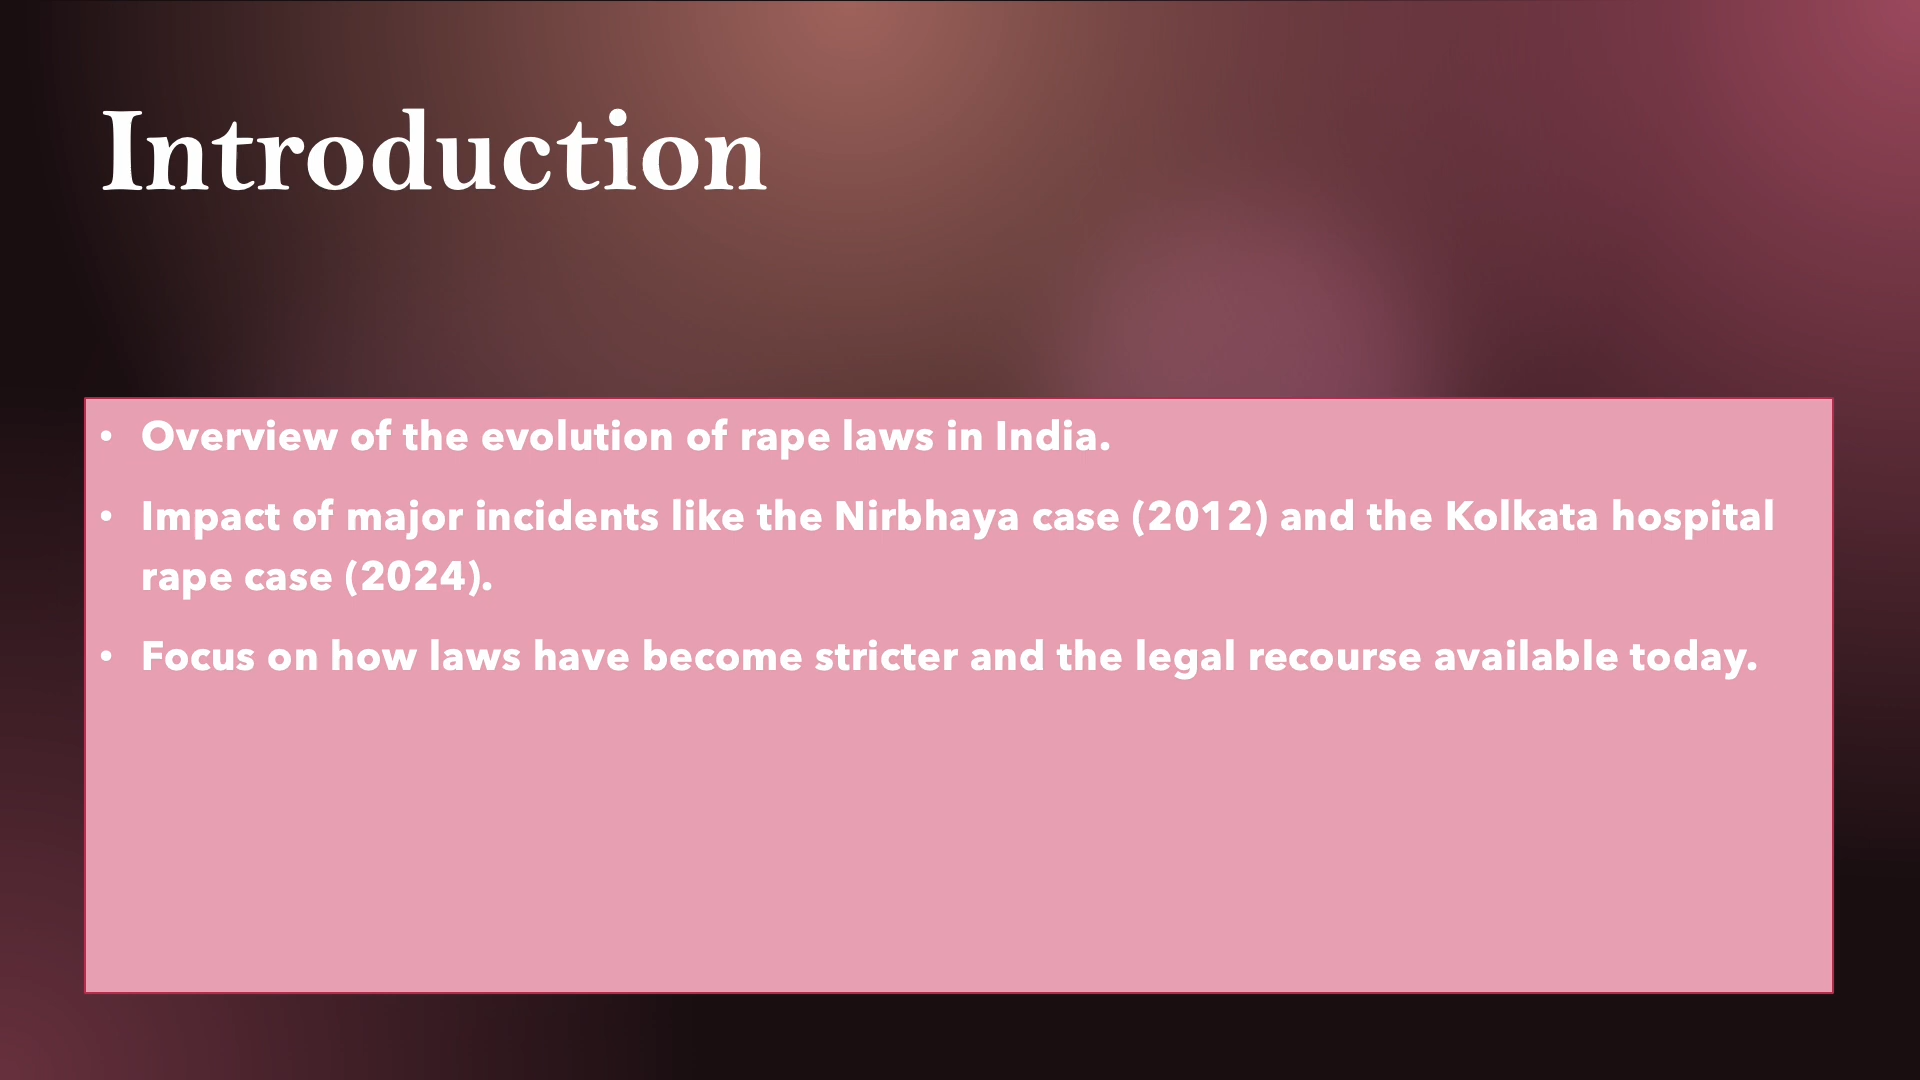 Introduction
• Overview of the evolution of rape laws in India.
• Impact of major incidents like the Nirbhaya case (2012) and the Kolkata hospital
rape case (2024).
• Focus on how laws have become stricter and the legal recourse available today.